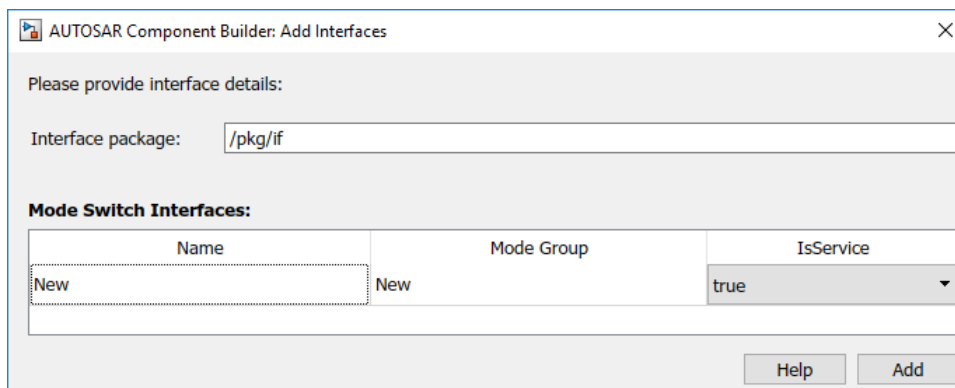 AUTOSAR Component Builder: Add Interfaces
Please provide interface details:
Interface package: /pkg/if
Mode Switch Interfaces:
Name Mode Group IsService
New New true
Help Add